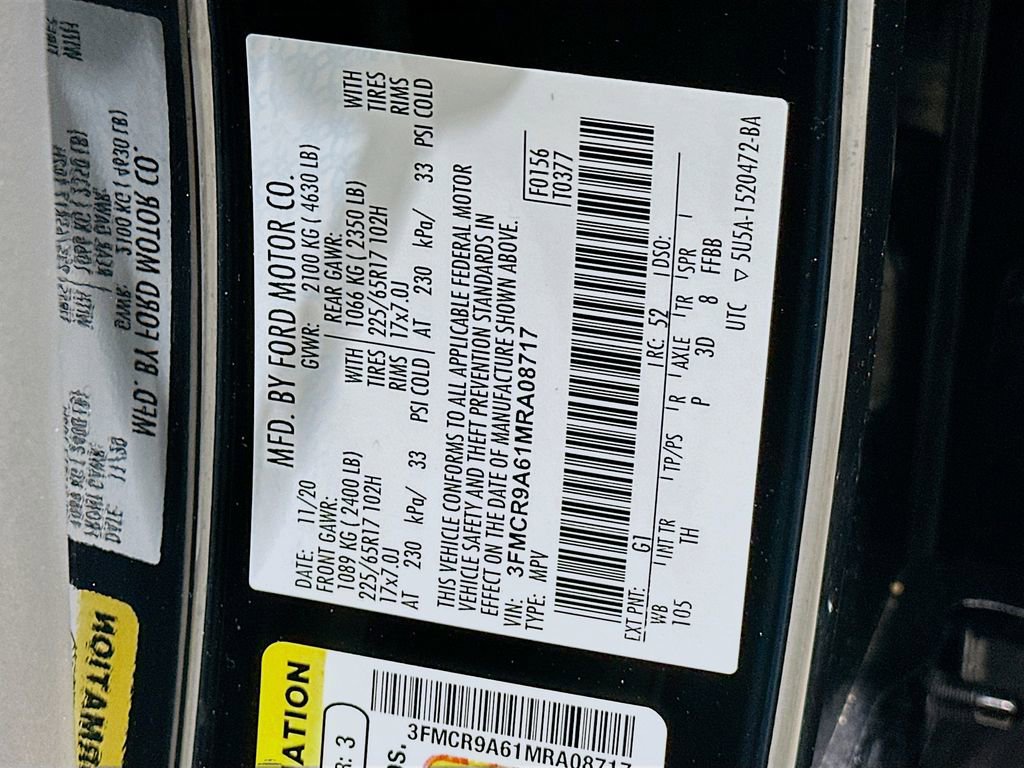 MFD. BY FORD MOTOR CO.
DATE: 11/20 GVWR: 2100 KG ( 4630 LB)
FRONT GAWR: REAR GAWR:
1089 KG ( 2400 LB) WITH 1066 KG ( 2350 LB) WITH
225/65R17 102H TIRES 225/65R17 102H TIRES
17x7.0J RIMS 17x7.0J RIMS
AT 230 kPa/ 33 PSI COLD AT 230 kPa/ 33 PSI COLD
THIS VEHICLE CONFORMS TO ALL APPLICABLE FEDERAL MOTOR
VEHICLE SAFETY AND THEFT PREVENTION STANDARDS IN
EFFECT ON THE DATE OF MANUFACTURE SHOWN ABOVE.
VIN: 3FMCR9A61MRA08717
TYPE: MPV
F0156
T0377
EXT PNT: G1 RC: 52 DSO:
WB INT TR TP/PS R AXLE TR SPR
105 TH P 3D 8 FFBB
UTC ▽ 5U5A-1520472-BA
ATION
R: 3
os.
3FMCR9A61MRA08717
MFD. BY FORD MOTOR CO.